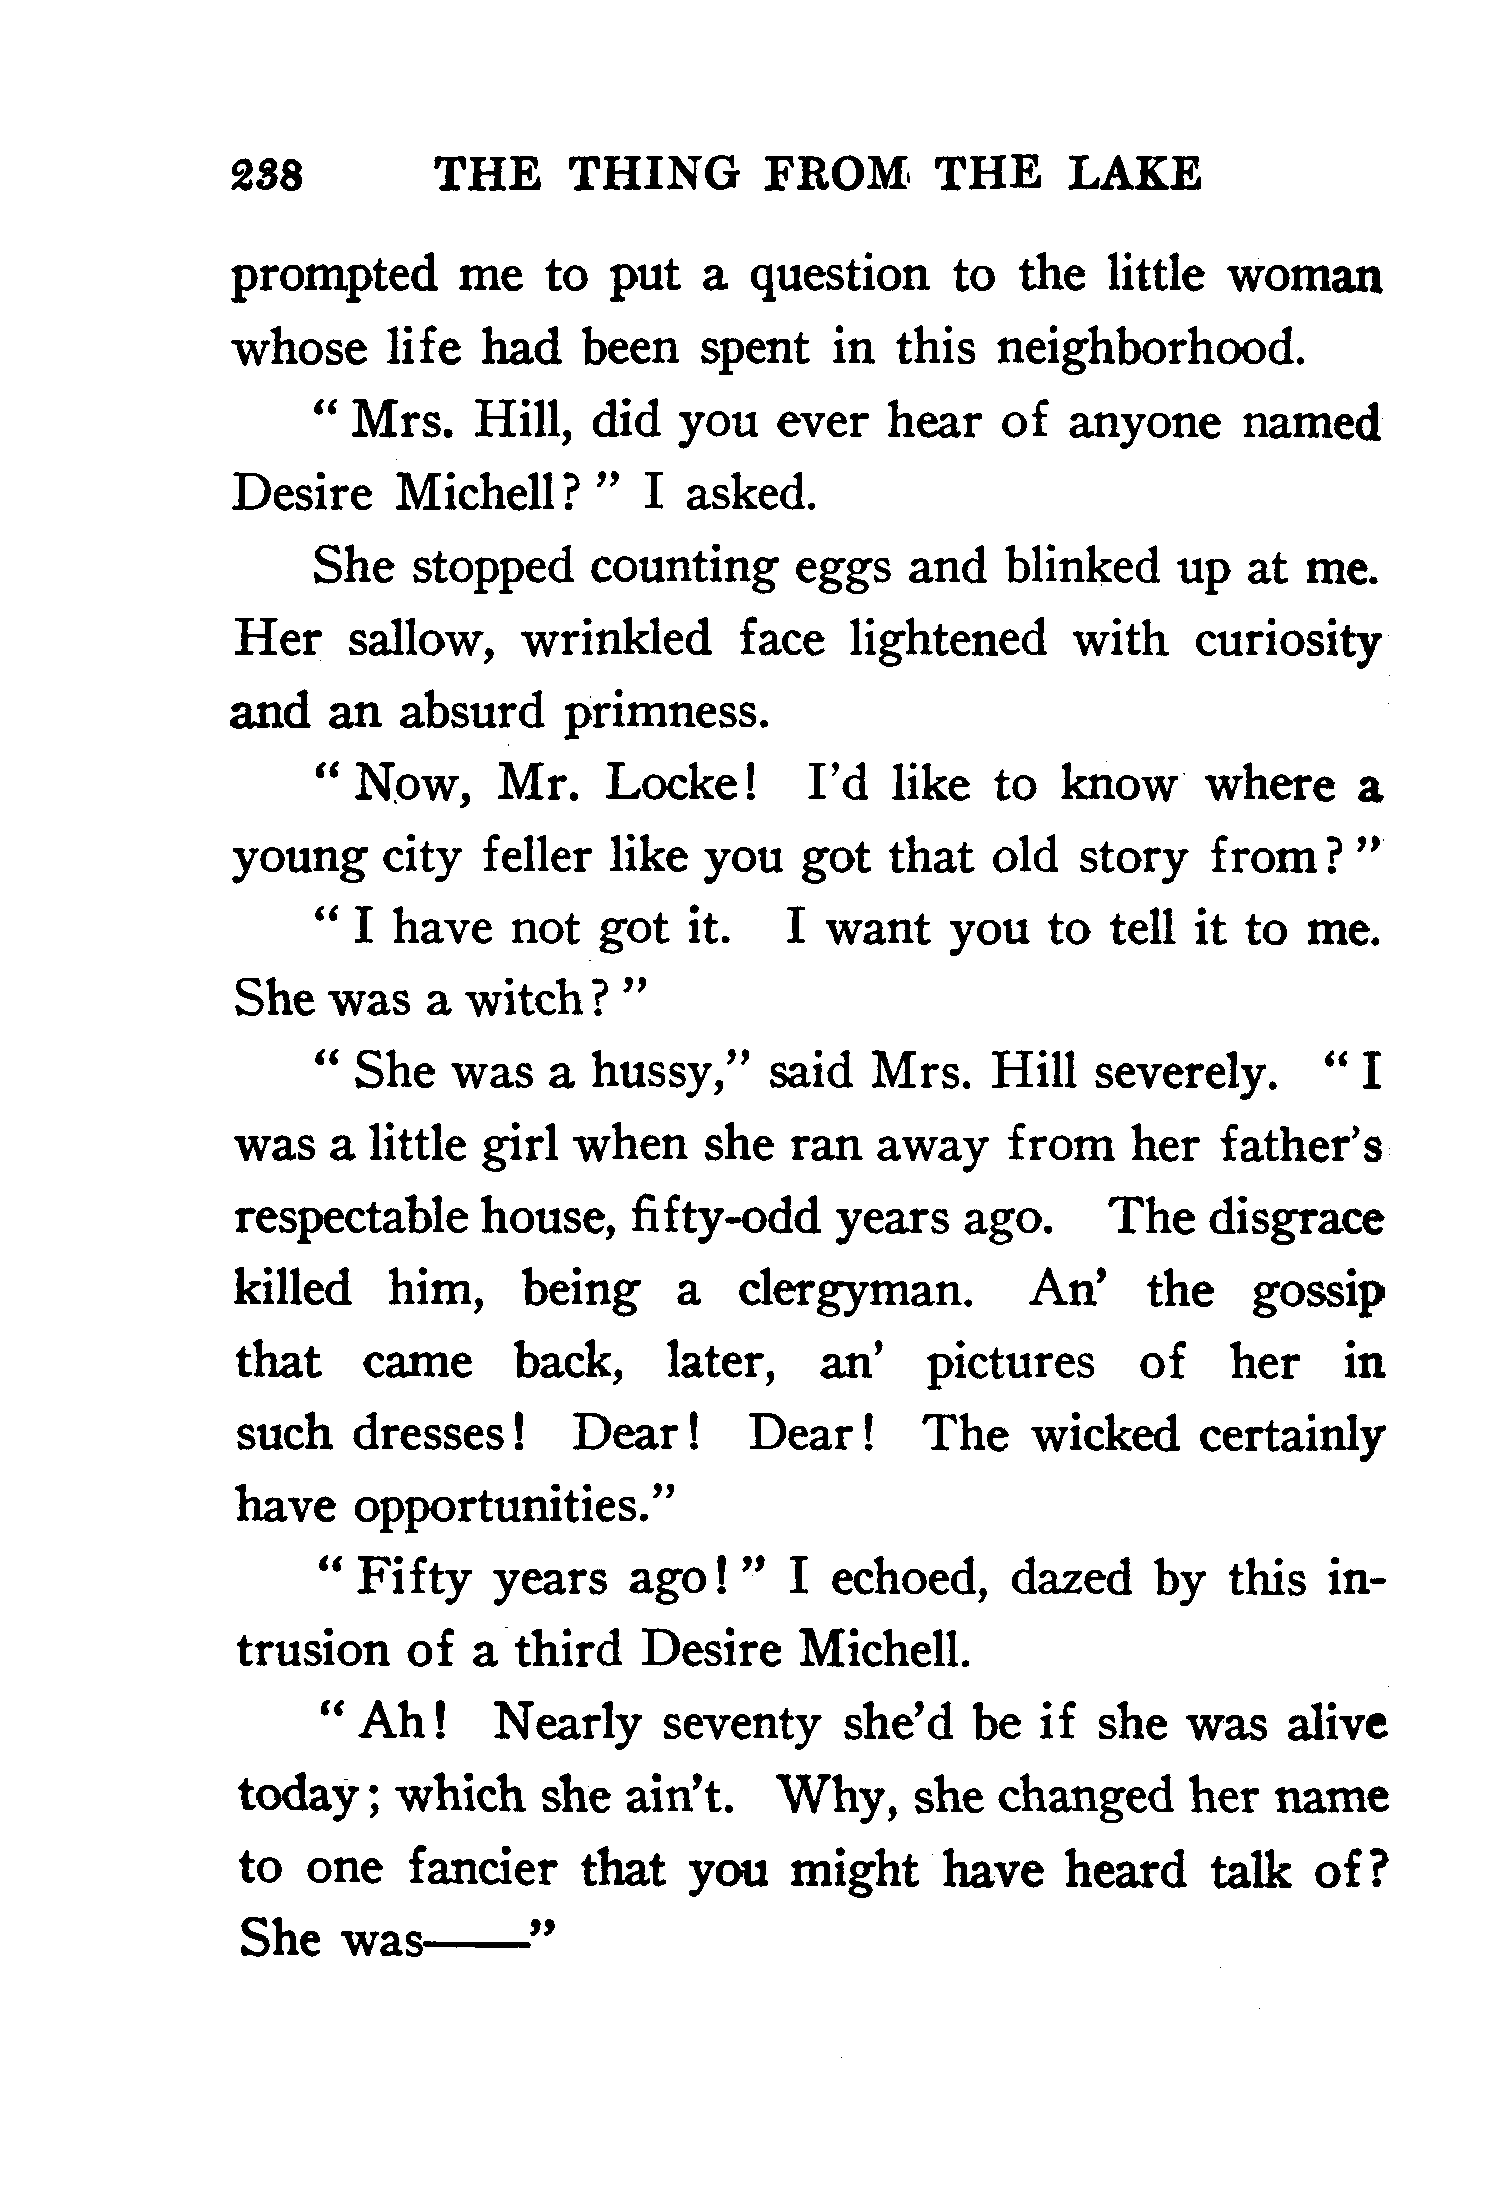 238 THE THING FROM THE LAKE
prompted me to put a question to the little woman
whose life had been spent in this neighborhood.
“ Mrs. Hill, did you ever hear of anyone named
Desire Michell? ” I asked.
She stopped counting eggs and blinked up at me.
Her sallow, wrinkled face lightened with curiosity
and an absurd primness.
“ Now, Mr. Locke! I’d like to know where a
young city feller like you got that old story from? ”
“ I have not got it. I want you to tell it to me.
She was a witch? ”
“ She was a hussy,” said Mrs. Hill severely. “ I
was a little girl when she ran away from her father’s
respectable house, fifty-odd years ago. The disgrace
killed him, being a clergyman. An’ the gossip
that came back, later, an’ pictures of her in
such dresses! Dear! Dear! The wicked certainly
have opportunities.”
“ Fifty years ago! ” I echoed, dazed by this in-
trusion of a third Desire Michell.
“ Ah! Nearly seventy she’d be if she was alive
today; which she ain’t. Why, she changed her name
to one fancier that you might have heard talk of?
She was——”